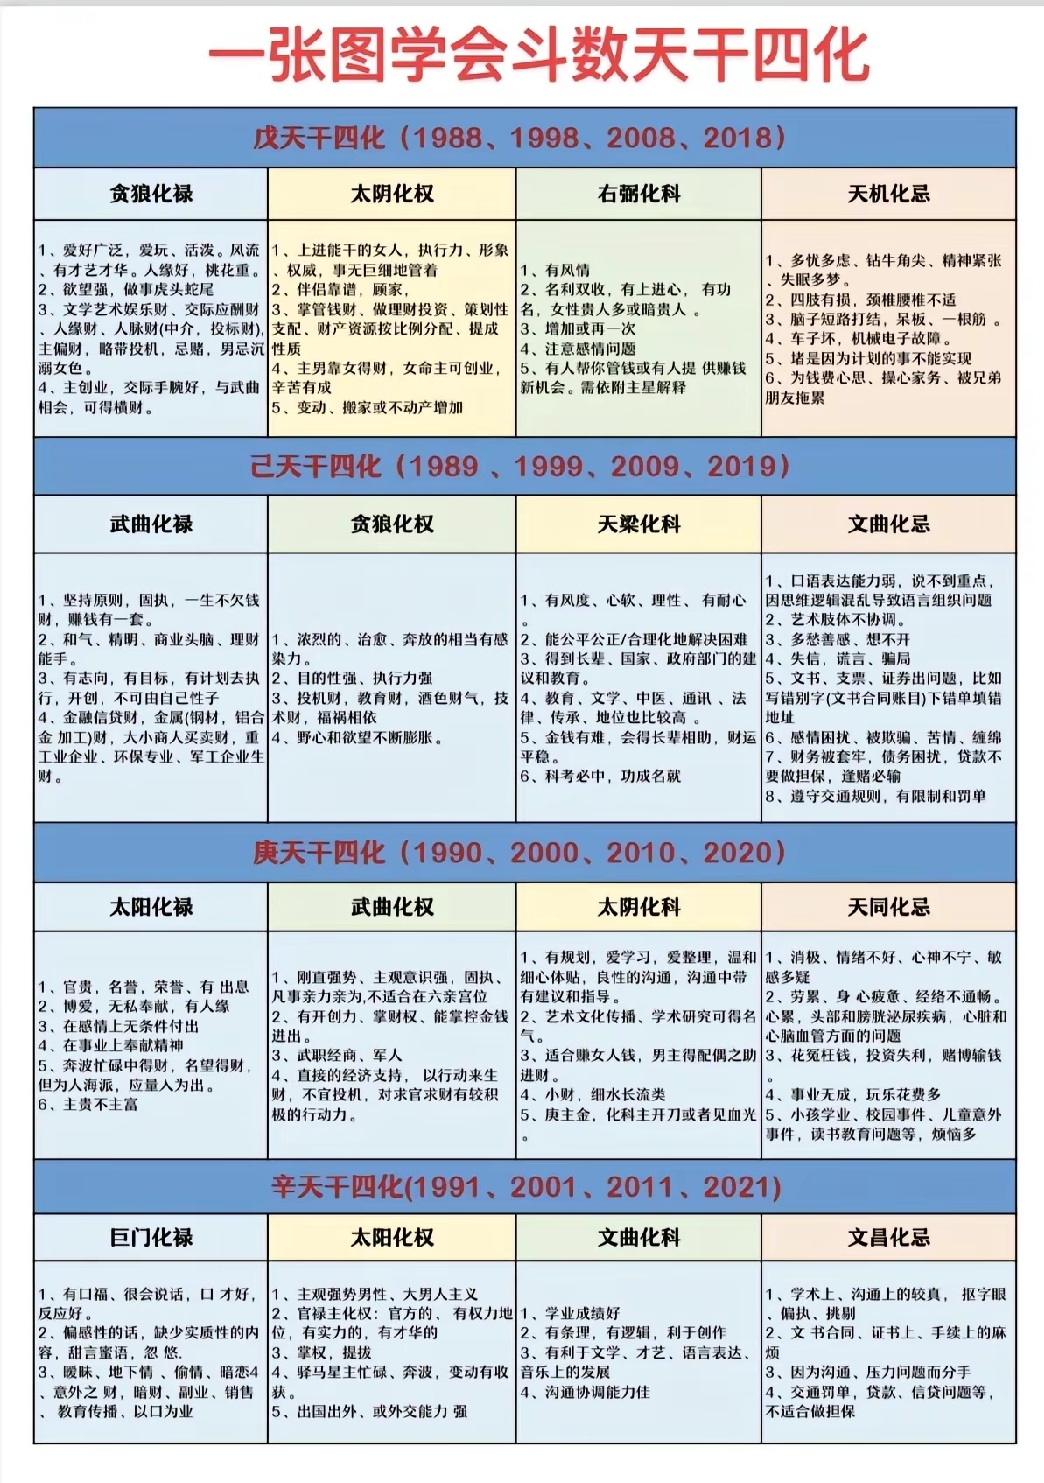 一张图学会斗数天干四化
戊天干四化（1988、1998、2008、2018）
贪狼化禄
太阴化权
右弼化科
天机化忌
1、爱好广泛，爱玩、活泼。风流
、有才艺才华。人缘好，桃花重。
2、欲望强，做事虎头蛇尾
3、文学艺术娱乐财、交际应酬财
、人缘财、人脉财(中介，投标财),
主偏财，略带投机，忌赌，男忌沉
溺女色。
4、主创业，交际手腕好，与武曲
相会，可得横财。
1、上进能干的女人，执行力、形象
、权威，事无巨细地管着
2、伴侣靠谱，顾家，
3、掌管钱财、做理财投资、策划性
支配、财产资源按比例分配、提成
性质
4、主男靠女得财，女命主可创业，
辛苦有成
5、变动、搬家或不动产增加
1、有风情
2、名利双收，有上进心， 有功
名，女性贵人多或暗贵人 。
3、增加或再一次
4、注意感情问题
5、有人帮你管钱或有人提 供赚钱
新机会。需依附主星解释
1、多忧多虑、钻牛角尖、精神紧张
、失眠多梦。
2、四肢有损，颈椎腰椎不适
3、脑子短路打结，呆板、一根筋 。
4、车子坏，机械电子故障。
5、堵是因为计划的事不能实现
6、为钱费心思、操心家务、被兄弟
朋友拖累
己天干四化（1989 、1999、2009、2019）
武曲化禄
贪狼化权
天梁化科
文曲化忌
1、坚持原则，固执，一生不欠钱
财，赚钱有一套。
2、和气、精明、商业头脑、理财
能手。
3、有志向，有目标，有计划去执
行，开创，不可由自己性子
4、金融信贷财，金属(钢材，铝合
金 加工)财，大小商人买卖财，重
工业企业、环保专业、军工企业生
财。
1、浓烈的、治愈、奔放的相当有感
染力。
2、目的性强、执行力强
3、投机财，教育财，酒色财气，技
术财，福祸相依
4、野心和欲望不断膨胀。
1、有风度、心软、理性、 有耐心
。
2、能公平公正/合理化地解决困难
3、得到长辈、国家、政府部门的建
议和教育。
4、教育、文学、中医、通讯 、法
律、传承、地位也比较高 。
5、金钱有难，会得长辈相助，财运
平稳。
6、科考必中，功成名就
1、口语表达能力弱，说不到重点，
因思维逻辑混乱导致语言组织问题
2、艺术肢体不协调。
3、多愁善感、想不开
4、失信，谎言、骗局
5、文书、支票、证券出问题，比如
写错别字(文书合同账目)下错单填错
地址
6、感情困扰、被欺骗、苦情、缠绵
7、财务被套牢，债务困扰，贷款不
要做担保，逢赌必输
8、遵守交通规则，有限制和罚单
庚天干四化（1990、2000、2010、2020）
太阳化禄
武曲化权
太阴化科
天同化忌
1、官贵，名誉，荣誉、有 出息
2、博爱，无私奉献，有人缘
3、在感情上无条件付出
4、在事业上奉献精神
5、奔波忙碌中得财，名望得财，
但为人海派，应量入为出。
6、主贵不主富
1、刚直强势、主观意识强，固执、
凡事亲力亲为,不适合在六亲宫位
2、有开创力、掌财权、能掌控金钱
进出。
3、武职经商、军人
4、直接的经济支持， 以行动来生
财，不官投机，对求官求财有较积
极的行动力。
1、有规划，爱学习，爱整理，温和
细心体贴，良性的沟通，沟通中带
有建议和指导。
2、艺术文化传播、学术研究可得名
气。
3、适合赚女人钱，男主得配偶之助
进财。
4、小财，细水长流类
5、庚主金，化科主开刀或者见血光
。
1、消极、情绪不好、心神不宁、敏
感多疑
2、劳累、身 心疲惫、经络不通畅。
心累，头部和膀胱泌尿疾病，心脏和
心脑血管方面的问题
3、花冤枉钱，投资失利，赌博输钱
。
4、事业无成，玩乐花费多
5、小孩学业、校园事件、儿童意外
事件，读书教育问题等，烦恼多
辛天干四化(1991、2001、2011、2021)
巨门化禄
太阳化权
文曲化科
文昌化忌
1、有口福、很会说话，口 才好，
反应好。
2、偏感性的话，缺少实质性的内
容，甜言蜜语，忽 悠.
3、暧昧、地下情 、偷情、暗恋4
、意外之 财，暗财、副业、销售
、 教育传播、以口为业
1、主观强势男性、大男人主义
2、官禄主化权：官方的、 有权力地
位，有实力的，有才华的
3、掌权，提拔
4、驿马星主忙碌、奔波，变动有收
获。
5、出国出外、或外交能力 强
1、学业成绩好
2、有条理，有逻辑，利于创作
3、有利于文学、才艺、语言表达、
音乐上的发展
4、沟通协调能力佳
1、学术上、沟通上的较真， 抠字眼
、偏执、挑剔
2、文 书合同、证书上、手续上的麻
烦
3、因为沟通、压力问题而分手
4、交通罚单，贷款、信贷问题等，
不适合做担保